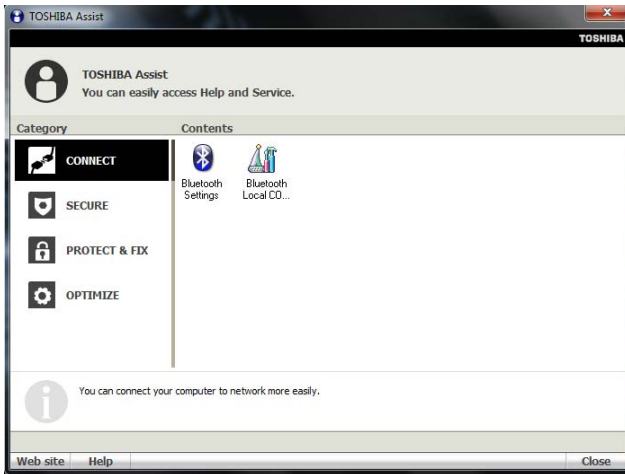 TOSHIBA Assist
TOSHIBA
TOSHIBA Assist
You can easily access Help and Service.
Category
Contents
CONNECT
SECURE
PROTECT & FIX
OPTIMIZE
Bluetooth
Settings
Bluetooth
Local CO...
You can connect your computer to network more easily.
Web site
Help
Close